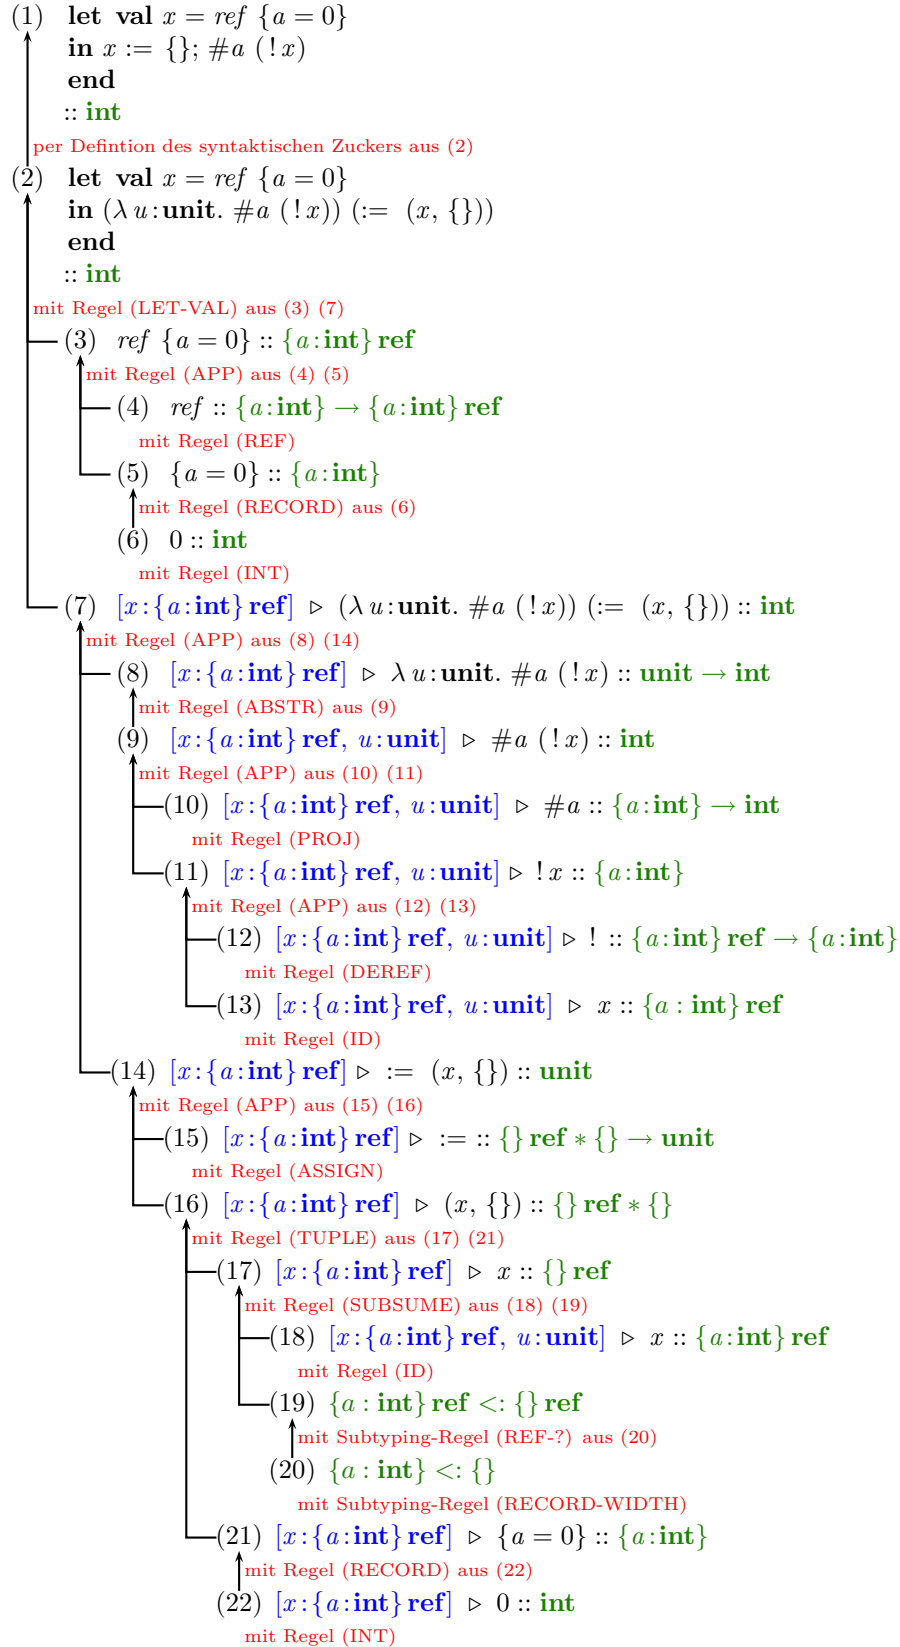 (1) let val x = ref {a = 0}
in x := {}; #a (!x)
end
:: int
per Defintion des syntaktischen Zuckers aus (2)
(2) let val x = ref {a = 0}
in (λ u:unit. #a (!x)) (:= (x, {}))
end
:: int
mit Regel (LET-VAL) aus (3) (7)
(3) ref {a = 0} :: {a:int} ref
mit Regel (APP) aus (4) (5)
(4) ref :: {a:int} → {a:int} ref
mit Regel (REF)
(5) {a = 0} :: {a:int}
mit Regel (RECORD) aus (6)
(6) 0 :: int
mit Regel (INT)
(7) [x:{a:int} ref] ▹ (λ u:unit. #a (!x)) (:= (x, {})) :: int
mit Regel (APP) aus (8) (14)
(8) [x:{a:int} ref] ▹ λ u:unit. #a (!x) :: unit → int
mit Regel (ABSTR) aus (9)
(9) [x:{a:int} ref, u:unit] ▹ #a (!x) :: int
mit Regel (APP) aus (10) (11)
(10) [x:{a:int} ref, u:unit] ▹ #a :: {a:int} → int
mit Regel (PROJ)
(11) [x:{a:int} ref, u:unit] ▹ !x :: {a:int}
mit Regel (APP) aus (12) (13)
(12) [x:{a:int} ref, u:unit] ▹ ! :: {a:int} ref → {a:int}
mit Regel (DEREF)
(13) [x:{a:int} ref, u:unit] ▹ x :: {a : int} ref
mit Regel (ID)
(14) [x:{a:int} ref] ▹ := (x, {}) :: unit
mit Regel (APP) aus (15) (16)
(15) [x:{a:int} ref] ▹ := :: {} ref * {} → unit
mit Regel (ASSIGN)
(16) [x:{a:int} ref] ▹ (x, {}) :: {} ref * {}
mit Regel (TUPLE) aus (17) (21)
(17) [x:{a:int} ref] ▹ x :: {} ref
mit Regel (SUBSUME) aus (18) (19)
(18) [x:{a:int} ref, u:unit] ▹ x :: {a:int} ref
mit Regel (ID)
(19) {a : int} ref <: {} ref
mit Subtyping-Regel (REF-?) aus (20)
(20) {a : int} <: {}
mit Subtyping-Regel (RECORD-WIDTH)
(21) [x:{a:int} ref] ▹ {a = 0} :: {a:int}
mit Regel (RECORD) aus (22)
(22) [x:{a:int} ref] ▹ 0 :: int
mit Regel (INT)